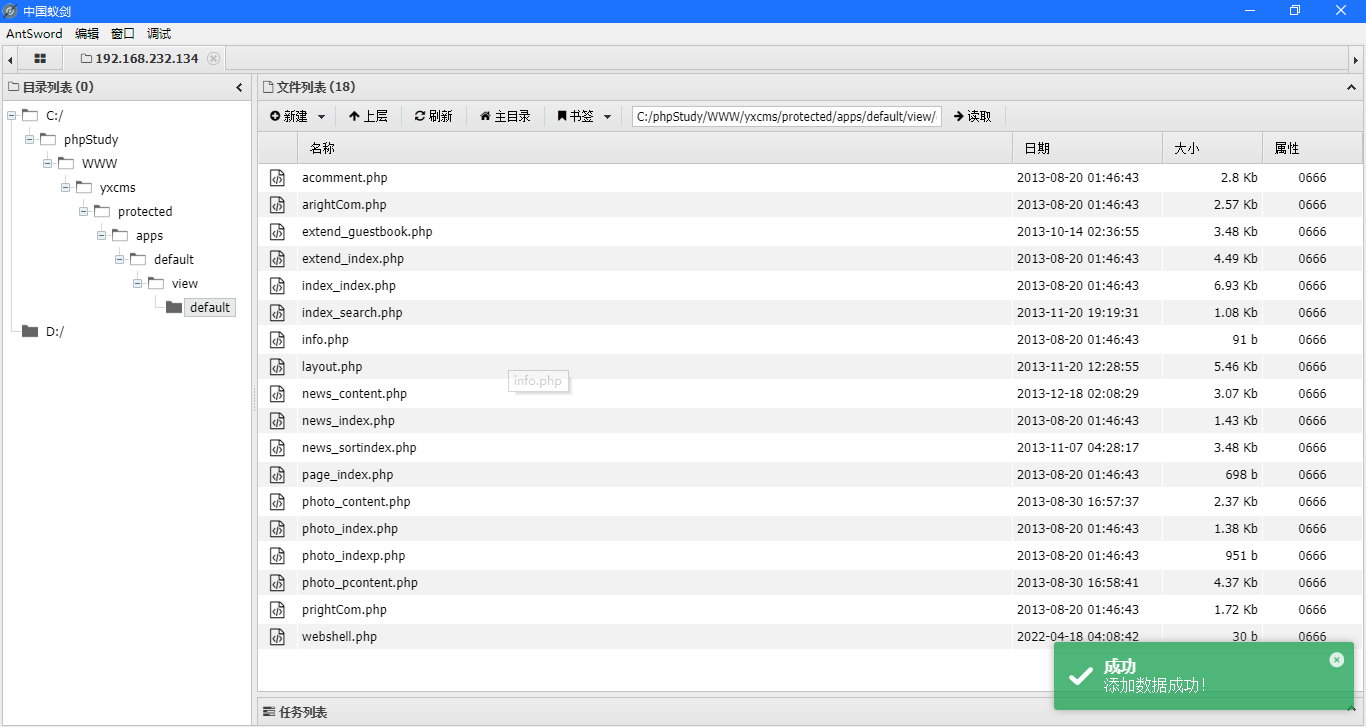 中国蚁剑
AntSword 编辑 窗口 调试
192.168.232.134
目录列表 (0)
C:/
phpStudy
WWW
yxcms
protected
apps
default
view
default
D:/
文件列表 (18)
新建 上层 刷新 主目录 书签 C:/phpStudy/WWW/yxcms/protected/apps/default/view/ 读取
名称 日期 大小 属性
acomment.php 2013-08-20 01:46:43 2.8 Kb 0666
arightCom.php 2013-08-20 01:46:43 2.57 Kb 0666
extend_guestbook.php 2013-10-14 02:36:55 3.48 Kb 0666
extend_index.php 2013-08-20 01:46:43 4.49 Kb 0666
index_index.php 2013-08-20 01:46:43 6.93 Kb 0666
index_search.php 2013-11-20 19:19:31 1.08 Kb 0666
info.php 2013-08-20 01:46:43 91 b 0666
layout.php 2013-11-20 12:28:55 5.46 Kb 0666
info.php
news_content.php 2013-12-18 02:08:29 3.07 Kb 0666
news_index.php 2013-08-20 01:46:43 1.43 Kb 0666
news_sortindex.php 2013-11-07 04:28:17 3.48 Kb 0666
page_index.php 2013-08-20 01:46:43 698 b 0666
photo_content.php 2013-08-30 16:57:37 2.37 Kb 0666
photo_index.php 2013-08-20 01:46:43 1.38 Kb 0666
photo_indexp.php 2013-08-20 01:46:43 951 b 0666
photo_pcontent.php 2013-08-30 16:58:41 4.37 Kb 0666
prightCom.php 2013-08-20 01:46:43 1.72 Kb 0666
webshell.php 2022-04-18 04:08:42 30 b 0666
成功
添加数据成功！
任务列表